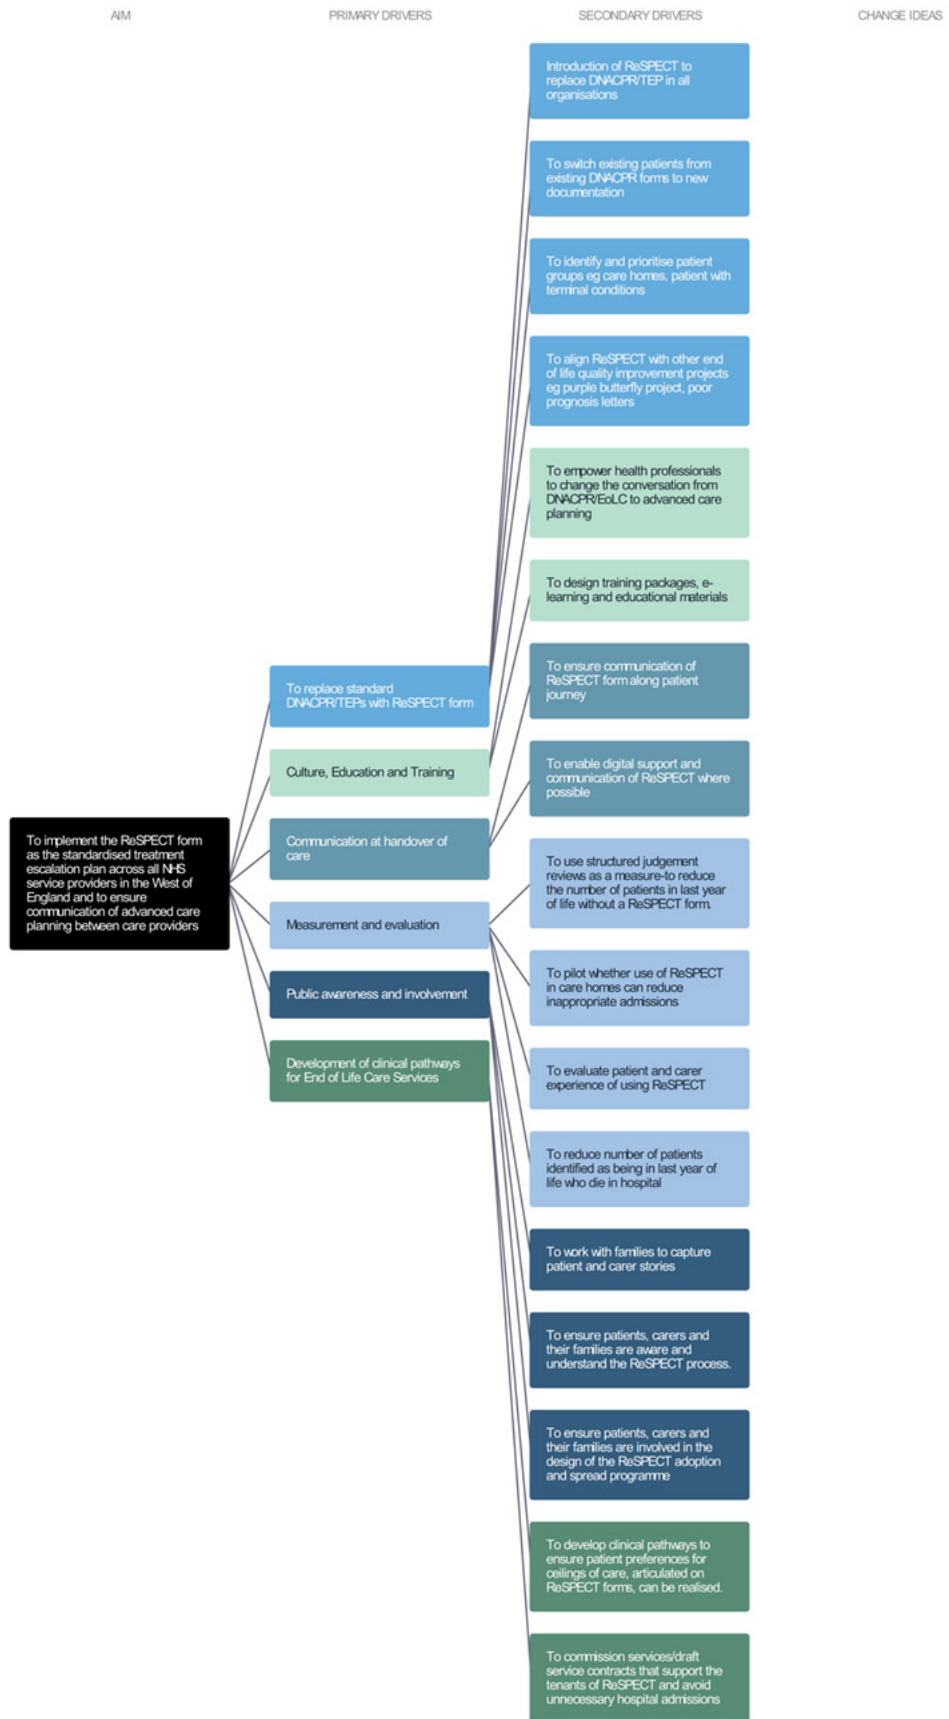 AIM
PRIMARY DRIVERS
SECONDARY DRIVERS
CHANGE IDEAS
To implement the ReSPECT form
as the standardised treatment
escalation plan across all NHS
service providers in the West of
England and to ensure
communication of advanced care
planning between care providers
To replace standard
DNACPR/TEPs with ReSPECT form
Culture, Education and Training
Communication at handover of
care
Measurement and evaluation
Public awareness and involvement
Development of clinical pathways
for End of Life Care Services
Introduction of ReSPECT to
replace DNACPR/TEP in all
organisations
To switch existing patients from
existing DNACPR forms to new
documentation
To identify and prioritise patient
groups eg care homes, patient with
terminal conditions
To align ReSPECT with other end
of life quality improvement projects
eg purple butterfly project, poor
prognosis letters
To empower health professionals
to change the conversation from
DNACPR/EoLC to advanced care
planning
To design training packages, e-
learning and educational materials
To ensure communication of
ReSPECT form along patient
journey
To enable digital support and
communication of ReSPECT where
possible
To use structured judgement
reviews as a measure-to reduce
the number of patients in last year
of life without a ReSPECT form.
To pilot whether use of ReSPECT
in care homes can reduce
inappropriate admissions
To evaluate patient and carer
experience of using ReSPECT
To reduce number of patients
identified as being in last year of
life who die in hospital
To work with families to capture
patient and carer stories
To ensure patients, carers and
their families are aware and
understand the ReSPECT process.
To ensure patients, carers and
their families are involved in the
design of the ReSPECT adoption
and spread programme
To develop clinical pathways to
ensure patient preferences for
ceilings of care, articulated on
ReSPECT forms, can be realised.
To commission services/draft
service contracts that support the
tenants of ReSPECT and avoid
unnecessary hospital admissions